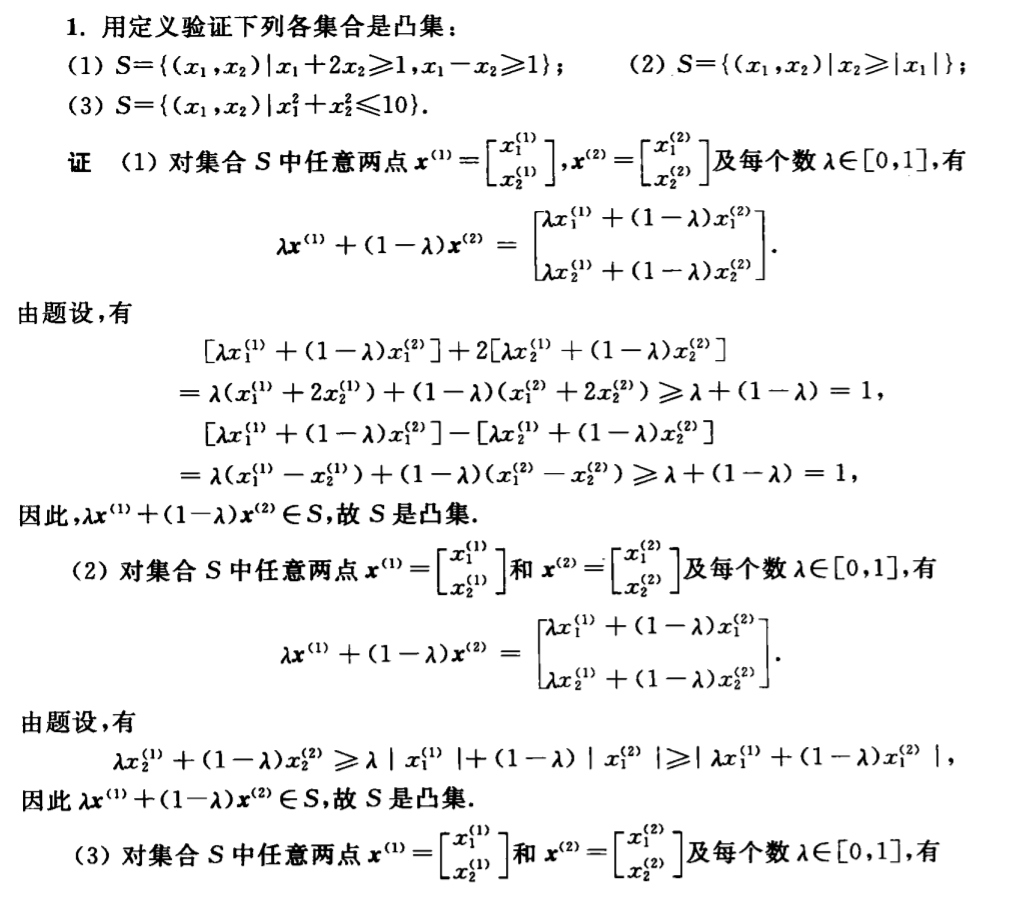 1. 用定义验证下列各集合是凸集:
(1) S={(x₁,x₂)|x₁+2x₂⩾1,x₁-x₂⩾1}; (2) S={(x₁,x₂)|x₂⩾|x₁|};
(3) S={(x₁,x₂)|x₁²+x₂²⩽10}.
证 (1) 对集合 S 中任意两点 x⁽¹⁾=[x₁⁽¹⁾; x₂⁽¹⁾],x⁽²⁾=[x₁⁽²⁾; x₂⁽²⁾]及每个数 λ∈[0,1],有
λx⁽¹⁾+(1-λ)x⁽²⁾=[λx₁⁽¹⁾+(1-λ)x₁⁽²⁾; λx₂⁽¹⁾+(1-λ)x₂⁽²⁾].
由题设,有
[λx₁⁽¹⁾+(1-λ)x₁⁽²⁾]+2[λx₂⁽¹⁾+(1-λ)x₂⁽²⁾]
=λ(x₁⁽¹⁾+2x₂⁽¹⁾)+(1-λ)(x₁⁽²⁾+2x₂⁽²⁾)⩾λ+(1-λ)=1,
[λx₁⁽¹⁾+(1-λ)x₁⁽²⁾]-[λx₂⁽¹⁾+(1-λ)x₂⁽²⁾]
=λ(x₁⁽¹⁾-x₂⁽¹⁾)+(1-λ)(x₁⁽²⁾-x₂⁽²⁾)⩾λ+(1-λ)=1,
因此,λx⁽¹⁾+(1-λ)x⁽²⁾∈S,故 S 是凸集.
(2) 对集合 S 中任意两点 x⁽¹⁾=[x₁⁽¹⁾; x₂⁽¹⁾]和 x⁽²⁾=[x₁⁽²⁾; x₂⁽²⁾]及每个数 λ∈[0,1],有
λx⁽¹⁾+(1-λ)x⁽²⁾=[λx₁⁽¹⁾+(1-λ)x₁⁽²⁾; λx₂⁽¹⁾+(1-λ)x₂⁽²⁾].
由题设,有
λx₂⁽¹⁾+(1-λ)x₂⁽²⁾⩾λ|x₁⁽¹⁾|+(1-λ)|x₁⁽²⁾|⩾|λx₁⁽¹⁾+(1-λ)x₁⁽²⁾|,
因此 λx⁽¹⁾+(1-λ)x⁽²⁾∈S,故 S 是凸集.
(3) 对集合 S 中任意两点 x⁽¹⁾=[x₁⁽¹⁾; x₂⁽¹⁾]和 x⁽²⁾=[x₁⁽²⁾; x₂⁽²⁾]及每个数 λ∈[0,1],有